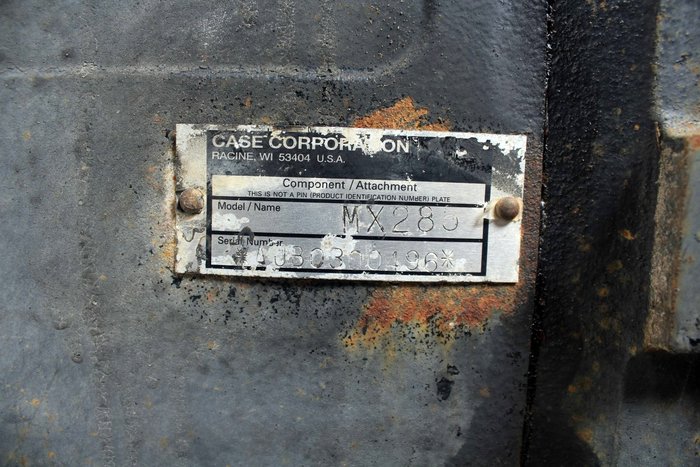 CASE CORPORATION
RACINE, WI 53404 U.S.A.
Component / Attachment
THIS IS NOT A PIN (PRODUCT IDENTIFICATION NUMBER) PLATE
Model / Name
MX285
Serial Number